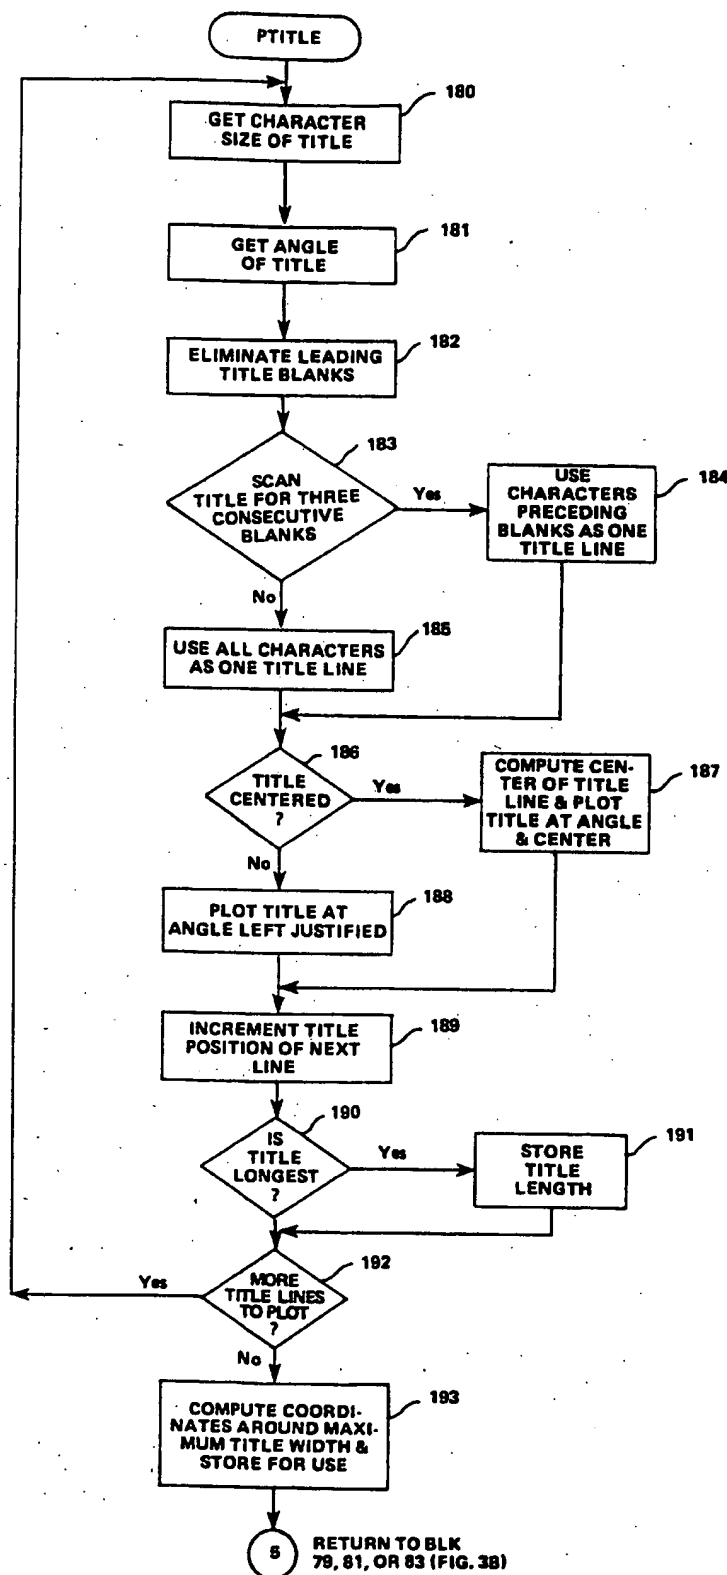 PTITLE
180
GET CHARACTER
SIZE OF TITLE
181
GET ANGLE
OF TITLE
182
ELIMINATE LEADING
TITLE BLANKS
183
SCAN
TITLE FOR THREE
CONSECUTIVE
BLANKS
Yes
184
USE
CHARACTERS
PRECEDING
BLANKS AS ONE
TITLE LINE
No
185
USE ALL CHARACTERS
AS ONE TITLE LINE
186
TITLE
CENTERED
?
Yes
187
COMPUTE CEN-
TER OF TITLE
LINE & PLOT
TITLE AT ANGLE
& CENTER
No
188
PLOT TITLE AT
ANGLE LEFT JUSTIFIED
189
INCREMENT TITLE
POSITION OF NEXT
LINE
190
IS
TITLE
LONGEST
?
Yes
191
STORE
TITLE
LENGTH
192
MORE
TITLE LINES
TO PLOT
?
Yes
No
193
COMPUTE COORDI-
NATES AROUND MAXI-
MUM TITLE WIDTH &
STORE FOR USE
5
RETURN TO BLK
79, 81, OR 83 (FIG. 3B)